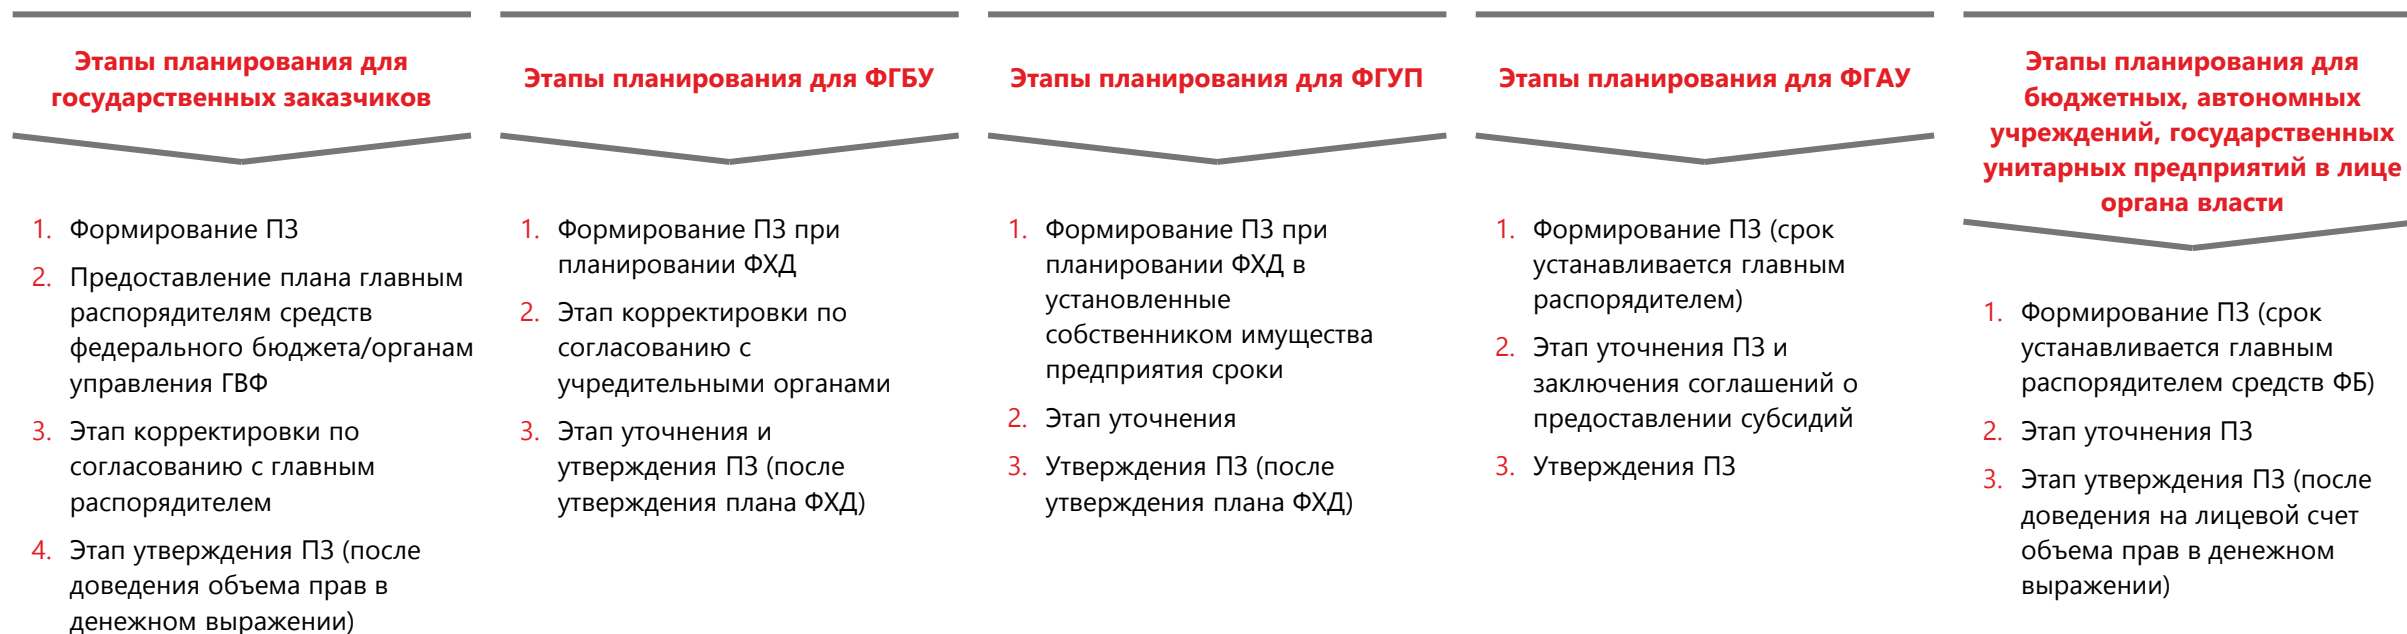 Этапы планирования для
государственных заказчиков
1. Формирование ПЗ
2. Предоставление плана главным
распорядителям средств
федерального бюджета/органам
управления ГВФ
3. Этап корректировки по
согласованию с главным
распорядителем
4. Этап утверждения ПЗ (после
доведения объема прав в
денежном выражении)
Этапы планирования для ФГБУ
1. Формирование ПЗ при
планировании ФХД
2. Этап корректировки по
согласованию с
учредительными органами
3. Этап уточнения и
утверждения ПЗ (после
утверждения плана ФХД)
Этапы планирования для ФГУП
1. Формирование ПЗ при
планировании ФХД в
установленные
собственником имущества
предприятия сроки
2. Этап уточнения
3. Утверждения ПЗ (после
утверждения плана ФХД)
Этапы планирования для ФГАУ
1. Формирование ПЗ (срок
устанавливается главным
распорядителем)
2. Этап уточнения ПЗ и
заключения соглашений о
предоставлении субсидий
3. Утверждения ПЗ
Этапы планирования для
бюджетных, автономных
учреждений, государственных
унитарных предприятий в лице
органа власти
1. Формирование ПЗ (срок
устанавливается главным
распорядителем средств ФБ)
2. Этап уточнения ПЗ
3. Этап утверждения ПЗ (после
доведения на лицевой счет
объема прав в денежном
выражении)